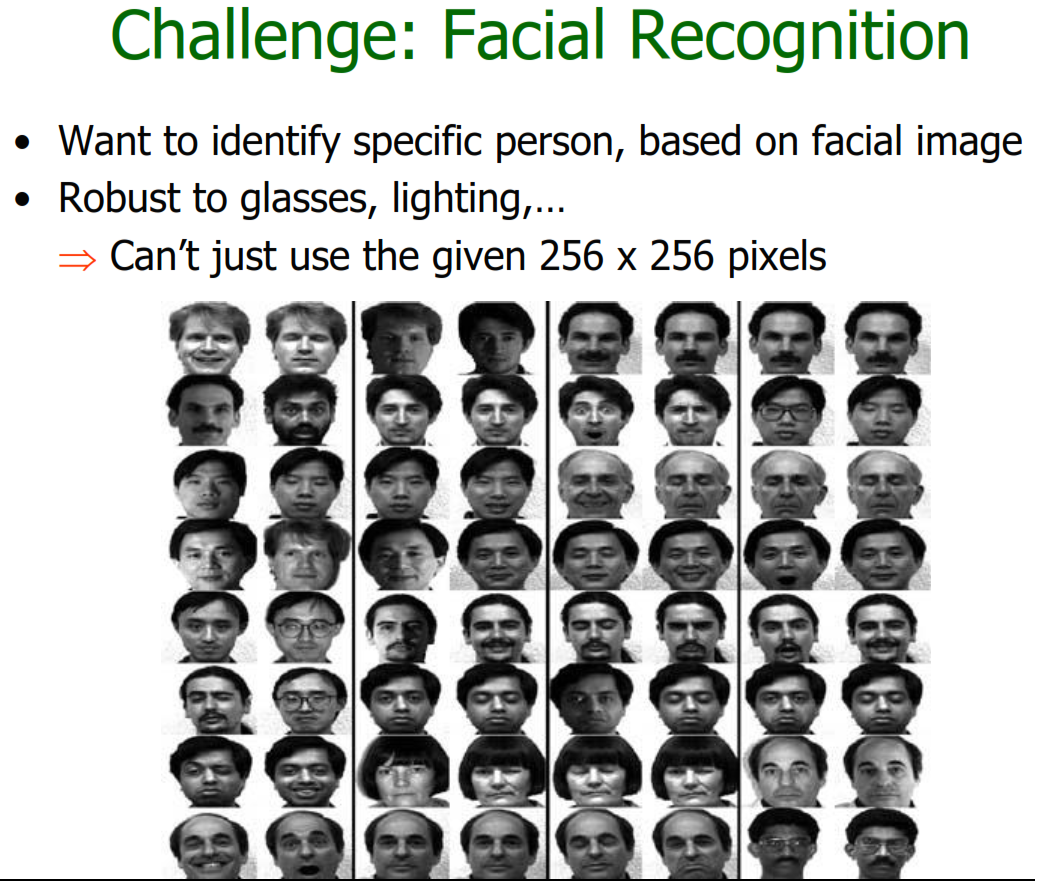 Challenge: Facial Recognition
• Want to identify specific person, based on facial image
• Robust to glasses, lighting,…
⇒ Can’t just use the given 256 x 256 pixels